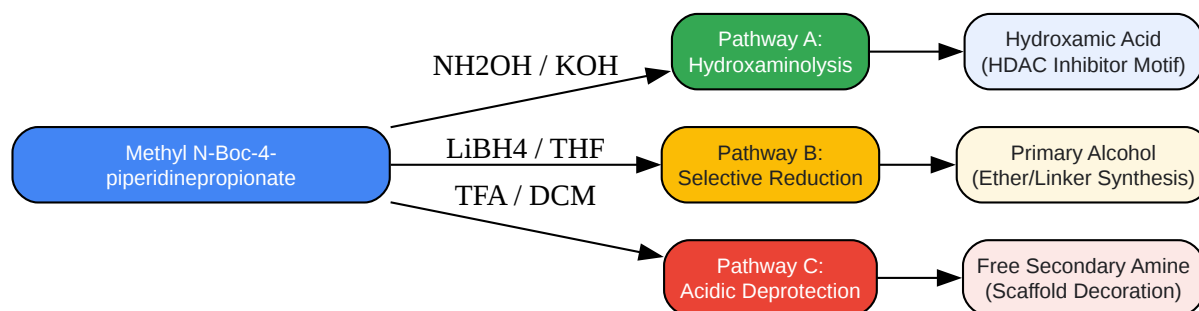 NH2OH / KOH
Pathway A:
Hydroxaminolysis
Hydroxamic Acid
(HDAC Inhibitor Motif)
Methyl N-Boc-4-
piperidinepropionate
LiBH4 / THF
Pathway B:
Selective Reduction
Primary Alcohol
(Ether/Linker Synthesis)
TFA / DCM
Pathway C:
Acidic Deprotection
Free Secondary Amine
(Scaffold Decoration)